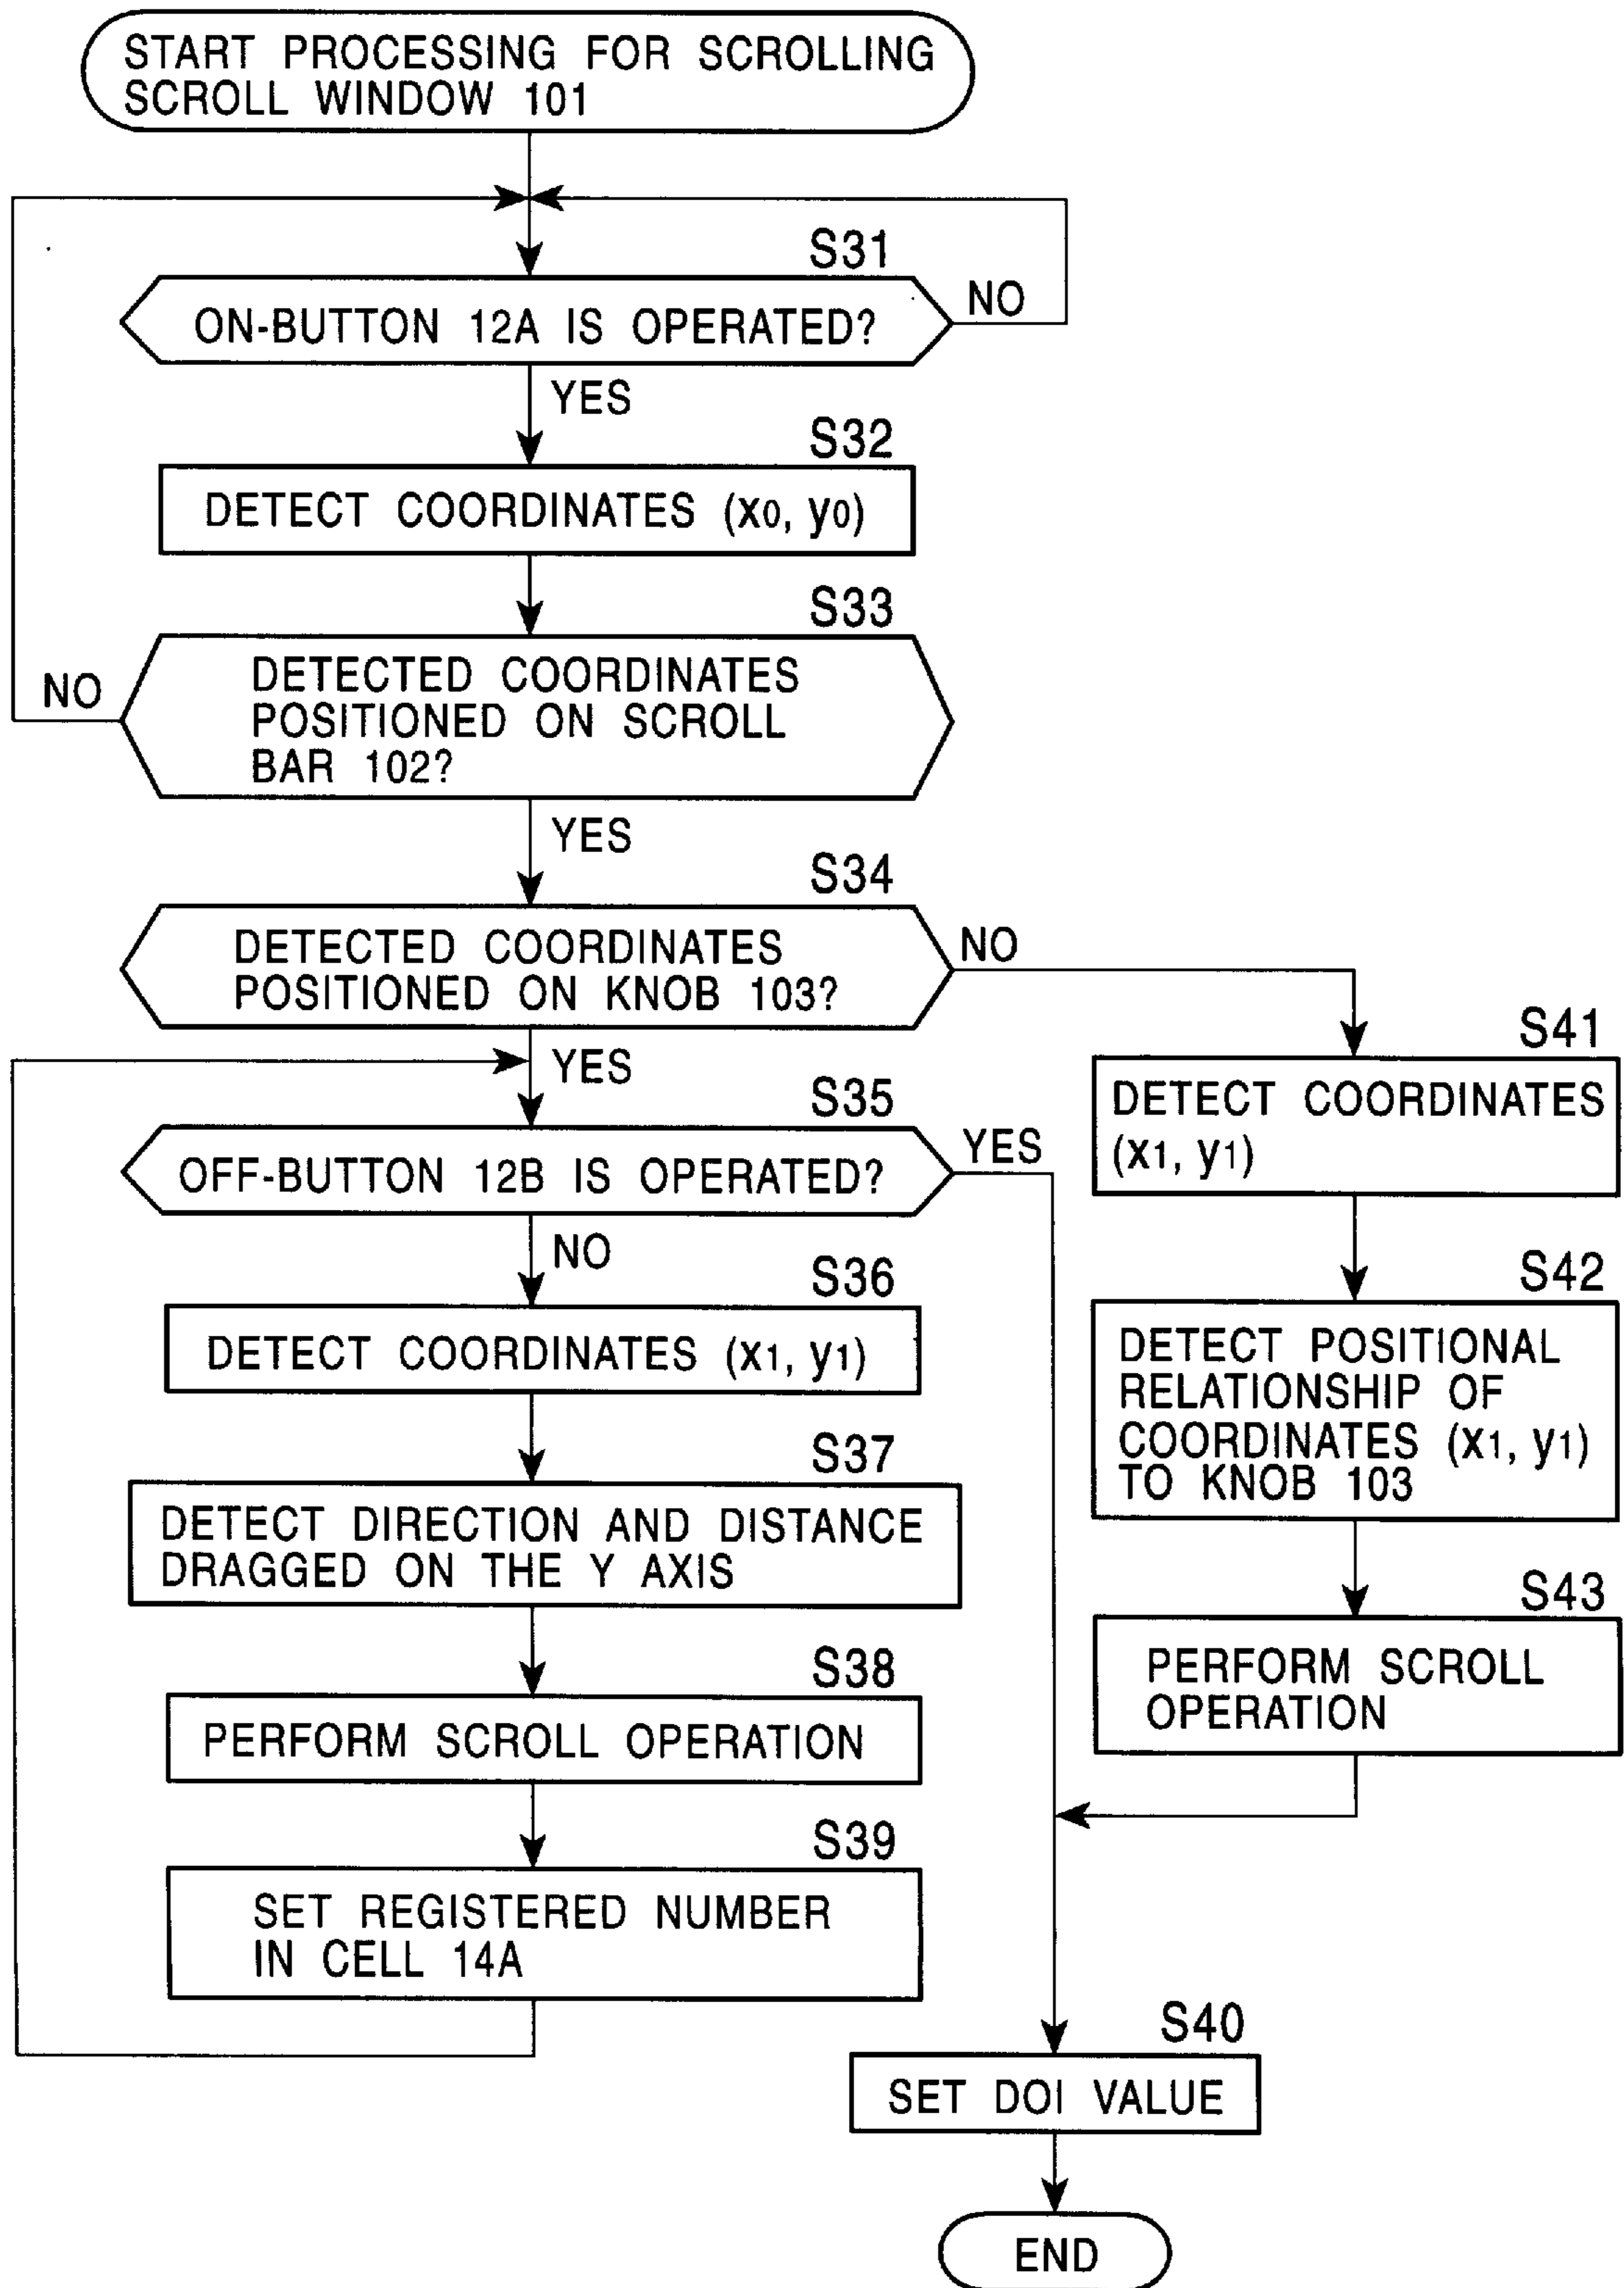 START PROCESSING FOR SCROLLING
SCROLL WINDOW 101
S31
ON-BUTTON 12A IS OPERATED?
NO
YES
S32
DETECT COORDINATES (x0, y0)
S33
DETECTED COORDINATES
POSITIONED ON SCROLL
BAR 102?
NO
YES
S34
DETECTED COORDINATES
POSITIONED ON KNOB 103?
NO
YES
S35
OFF-BUTTON 12B IS OPERATED?
YES
NO
S36
DETECT COORDINATES (x1, y1)
S37
DETECT DIRECTION AND DISTANCE
DRAGGED ON THE Y AXIS
S38
PERFORM SCROLL OPERATION
S39
SET REGISTERED NUMBER
IN CELL 14A
S41
DETECT COORDINATES
(x1, y1)
S42
DETECT POSITIONAL
RELATIONSHIP OF
COORDINATES (x1, y1)
TO KNOB 103
S43
PERFORM SCROLL
OPERATION
S40
SET DOI VALUE
END